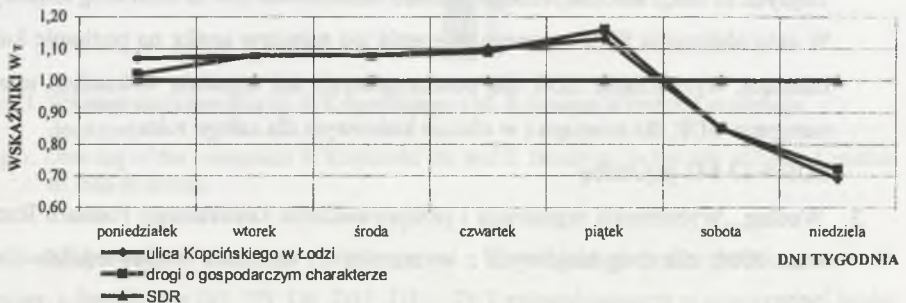 WSKAŹNIKI W T
1,20
1,10
1,00
0,90
0,80
0,70
0,60
poniedziałek wtorek środa czwartek piątek sobota niedziela
ulica Kopcińskiego w Łodzi
drogi o gospodarczym charakterze
SDR
DNI TYGODNIA